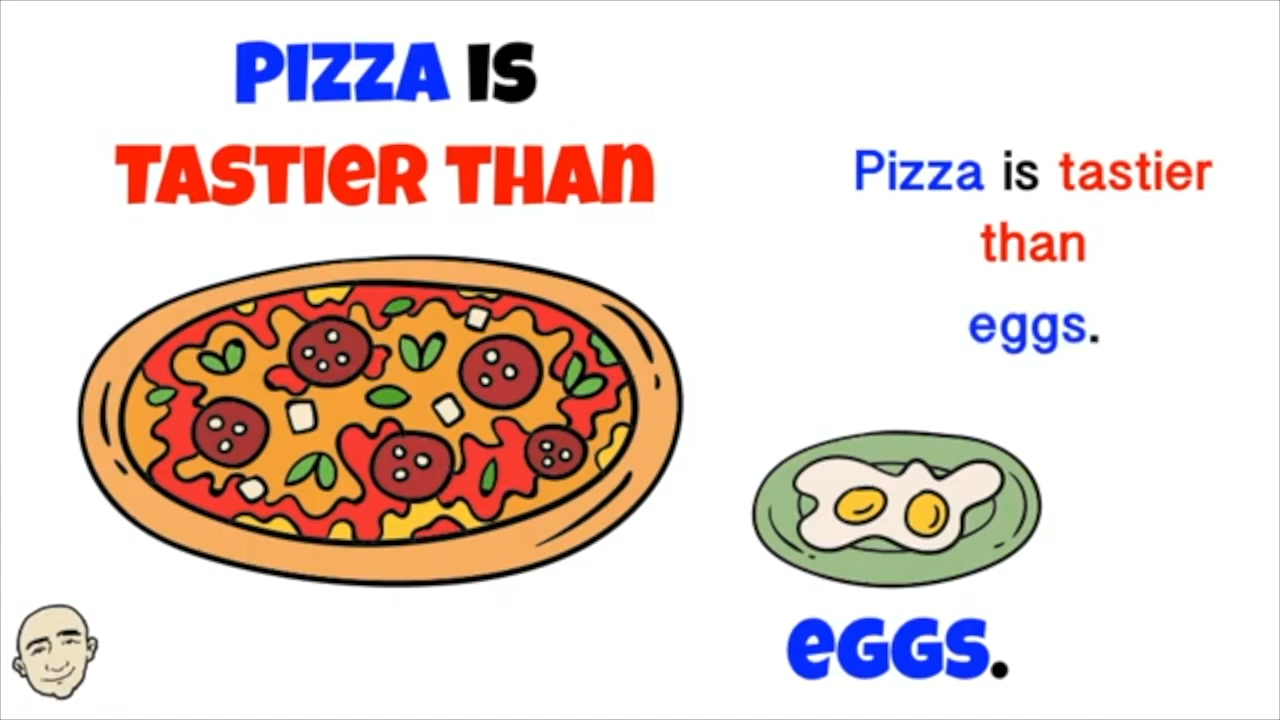 PIZZA IS
TASTIER THAN
Pizza is tastier
than
eggs.
eGGS.